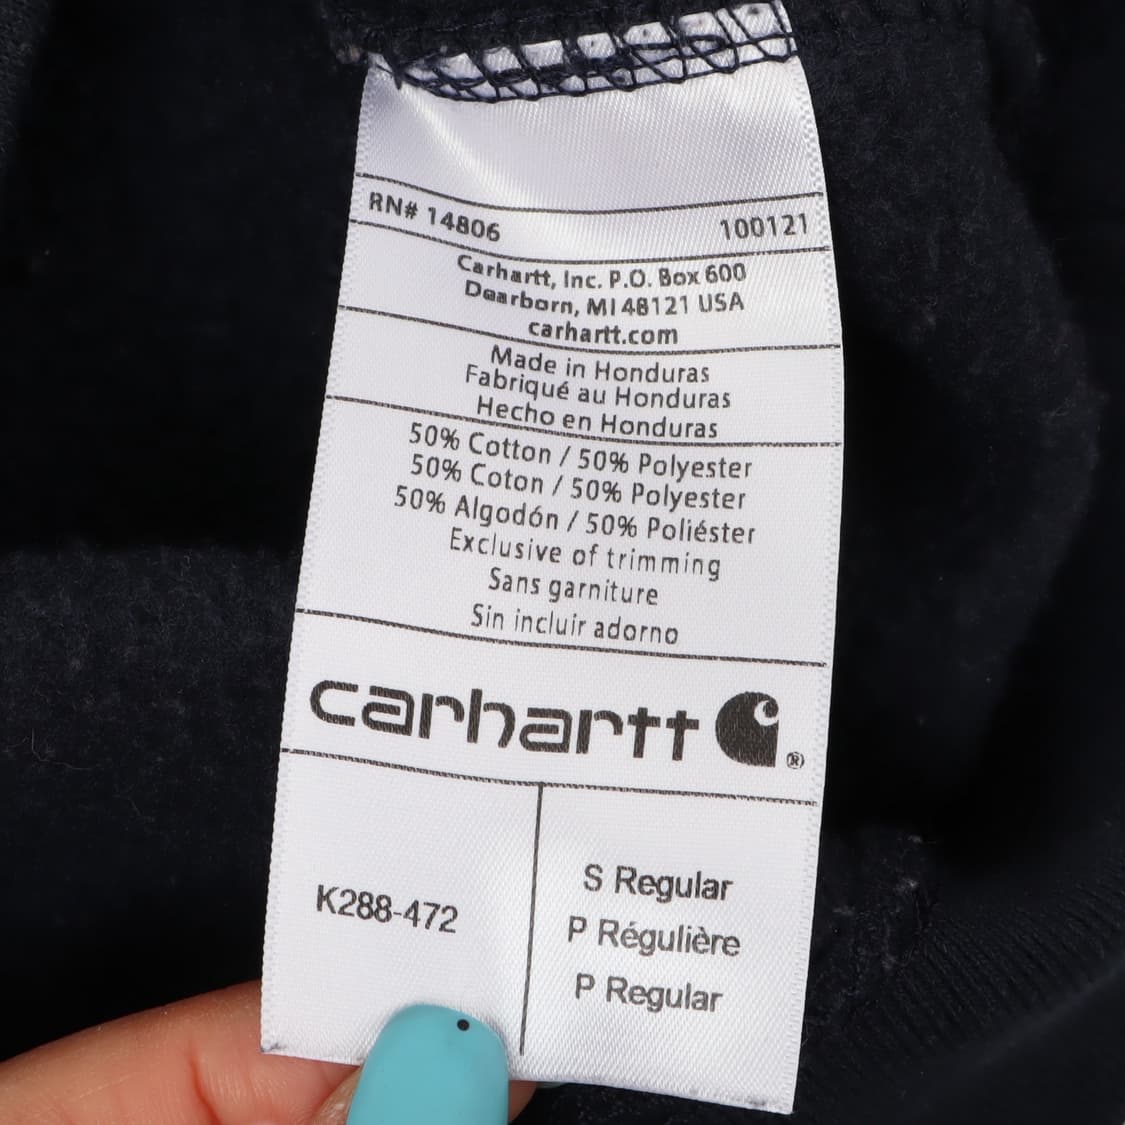 RN# 14806 100121
Carhartt, Inc. P.O. Box 600
Dearborn, MI 48121 USA
carhartt.com
Made in Honduras
Fabriqué au Honduras
Hecho en Honduras
50% Cotton / 50% Polyester
50% Coton / 50% Polyester
50% Algodón / 50% Poliéster
Exclusive of trimming
Sans garniture
Sin incluir adorno
carhartt ®
K288-472
S Regular
P Régulière
P Regular